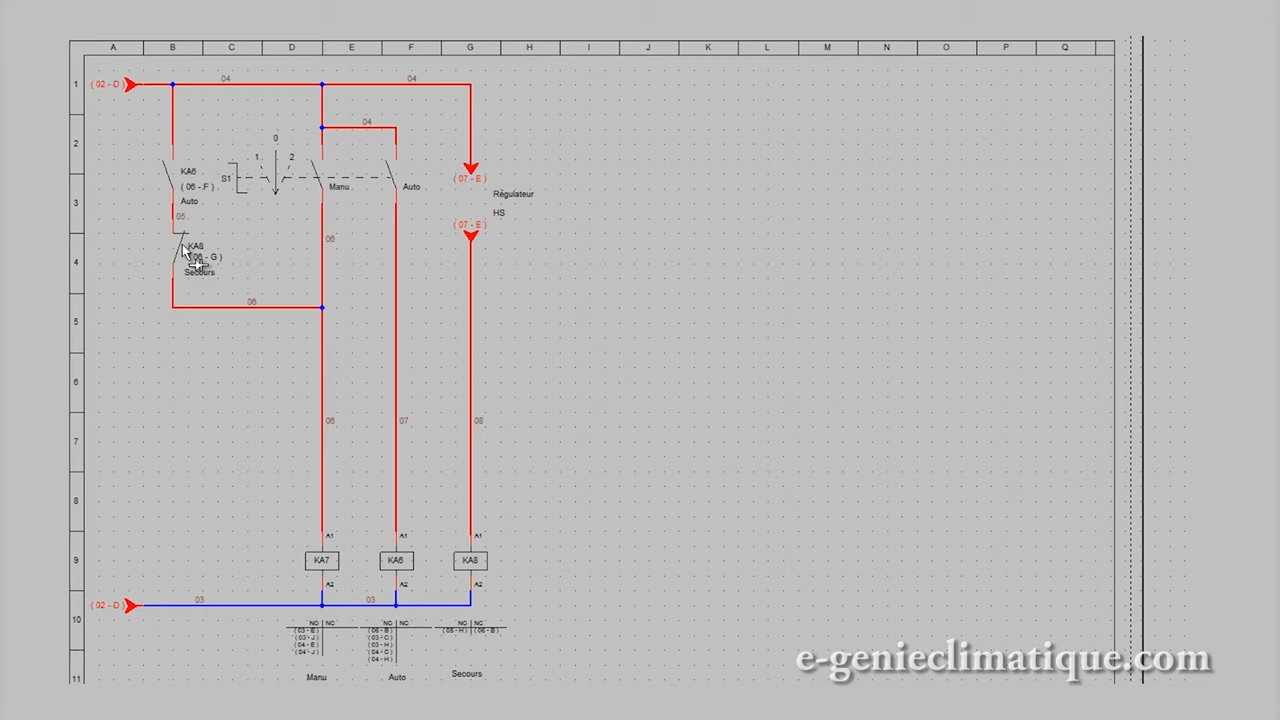 A B C D E F G H I J K L M N O P Q
1
( 02 - D ) 04 04
04
2
0
1 2
KA6
( 06 - F )
Auto
S1
Manu
Auto
( 07 - E )
Régulateur
HS
( 07 - E )
3
05
06
KA8
( 06 - G )
Secours
4
06
5
6
06 07 08
7
8
A1 A1 A1
9
KA7 KA6 KA8
A2 A2 A2
( 02 - D ) 03 03
10
NO NC NO NC NO NC
( 03 - E ) ( 06 - B ) ( 05 - H ) ( 06 - B )
( 03 - J ) ( 03 - C )
( 04 - E ) ( 03 - H )
( 04 - J ) ( 04 - C )
( 04 - H )
11
Manu Auto Secours
e-genieclimatique.com